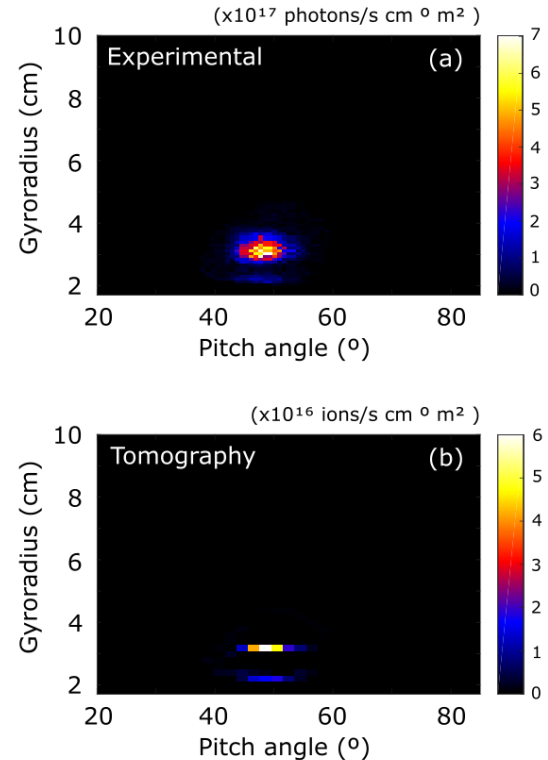 (x10¹⁷ photons/s cm º m² )
Experimental (a)
Gyroradius (cm)
10
8
6
4
2
20 40 60 80
Pitch angle (º)
7
6
5
4
3
2
1
0
(x10¹⁶ ions/s cm º m² )
Tomography (b)
Gyroradius (cm)
10
8
6
4
2
20 40 60 80
Pitch angle (º)
6
5
4
3
2
1
0